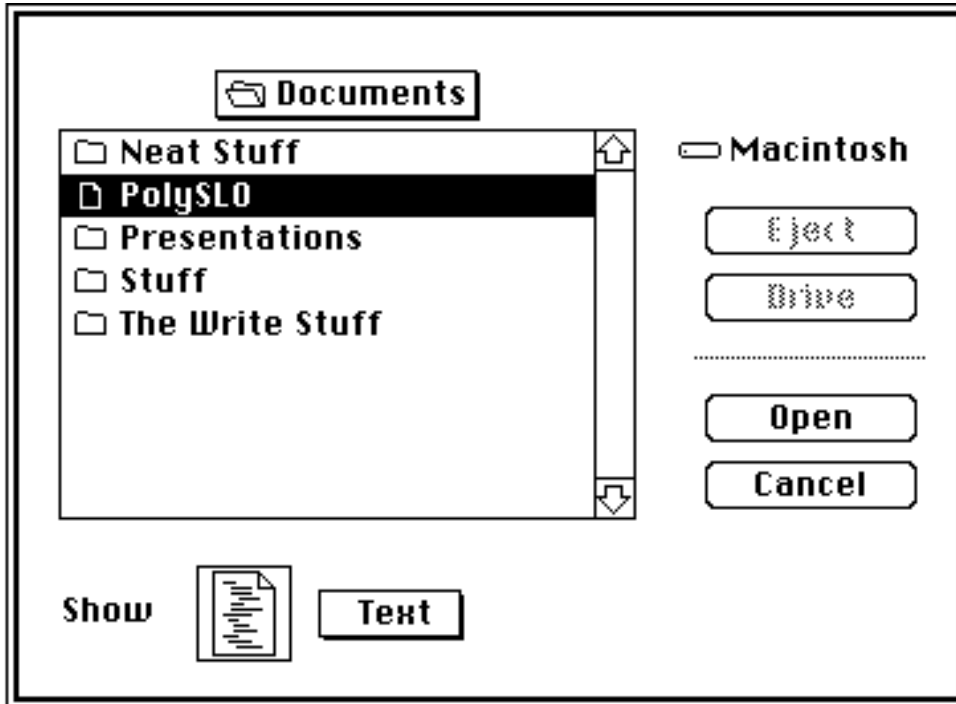 Documents
Neat Stuff
PolySLO
Presentations
Stuff
The Write Stuff
Macintosh
Eject
Drive
Open
Cancel
Show
Text